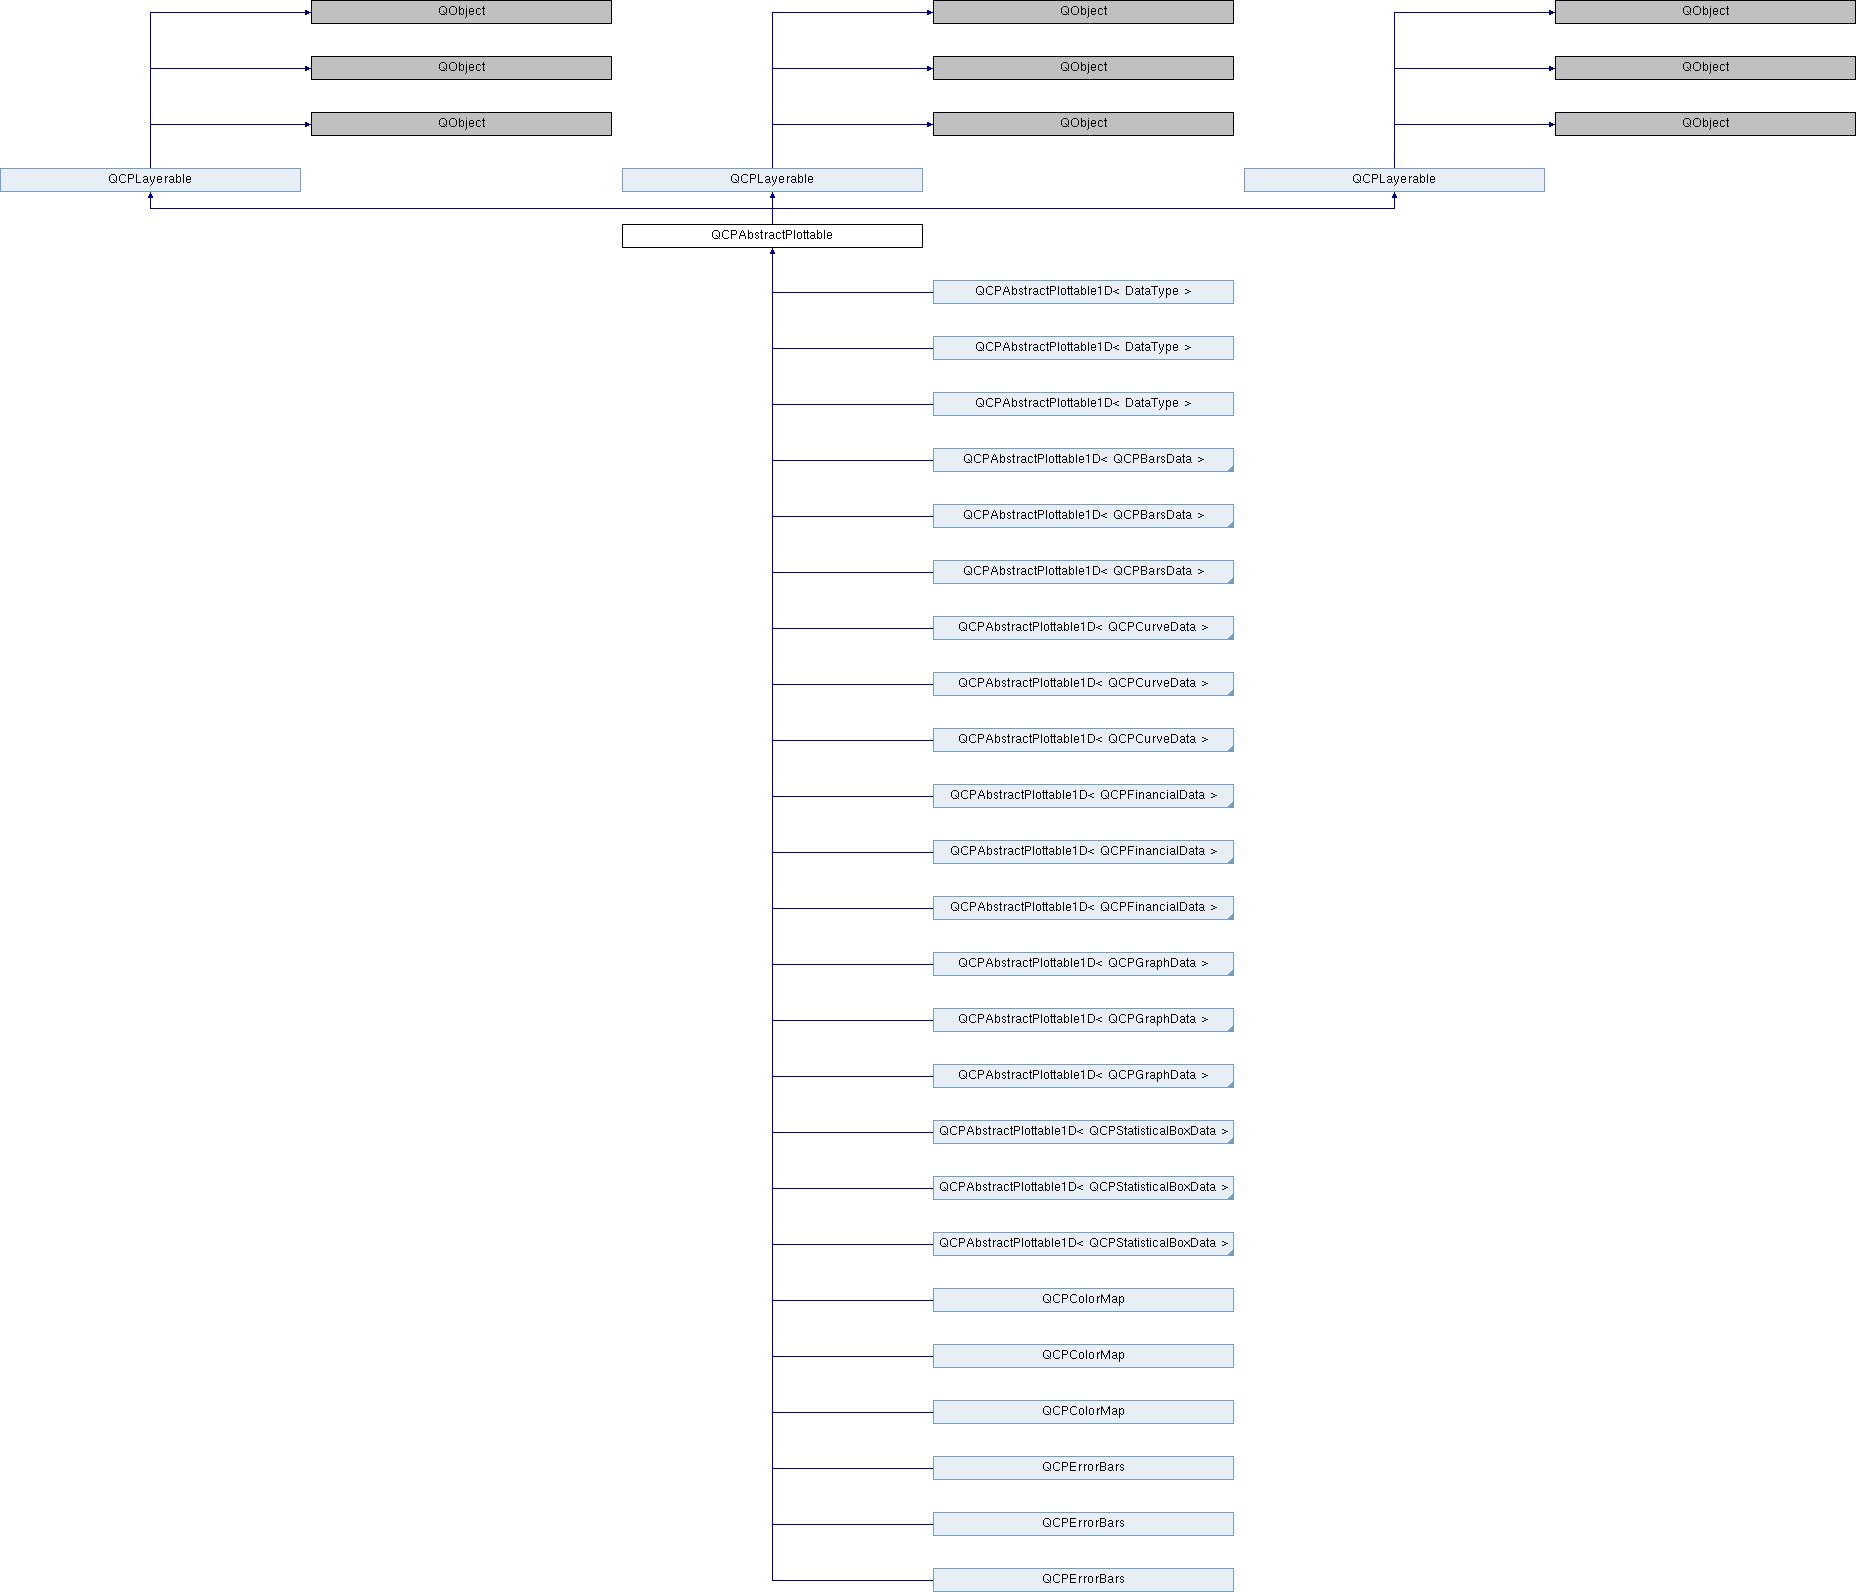 QObject
QObject
QObject
QObject
QObject
QObject
QObject
QObject
QObject
QCPLayerable
QCPLayerable
QCPLayerable
QCPAbstractPlottable
QCPAbstractPlottable1D< DataType >
QCPAbstractPlottable1D< DataType >
QCPAbstractPlottable1D< DataType >
QCPAbstractPlottable1D< QCPBarsData >
QCPAbstractPlottable1D< QCPBarsData >
QCPAbstractPlottable1D< QCPBarsData >
QCPAbstractPlottable1D< QCPCurveData >
QCPAbstractPlottable1D< QCPCurveData >
QCPAbstractPlottable1D< QCPCurveData >
QCPAbstractPlottable1D< QCPFinancialData >
QCPAbstractPlottable1D< QCPFinancialData >
QCPAbstractPlottable1D< QCPFinancialData >
QCPAbstractPlottable1D< QCPGraphData >
QCPAbstractPlottable1D< QCPGraphData >
QCPAbstractPlottable1D< QCPGraphData >
QCPAbstractPlottable1D< QCPStatisticalBoxData >
QCPAbstractPlottable1D< QCPStatisticalBoxData >
QCPAbstractPlottable1D< QCPStatisticalBoxData >
QCPColorMap
QCPColorMap
QCPColorMap
QCPErrorBars
QCPErrorBars
QCPErrorBars